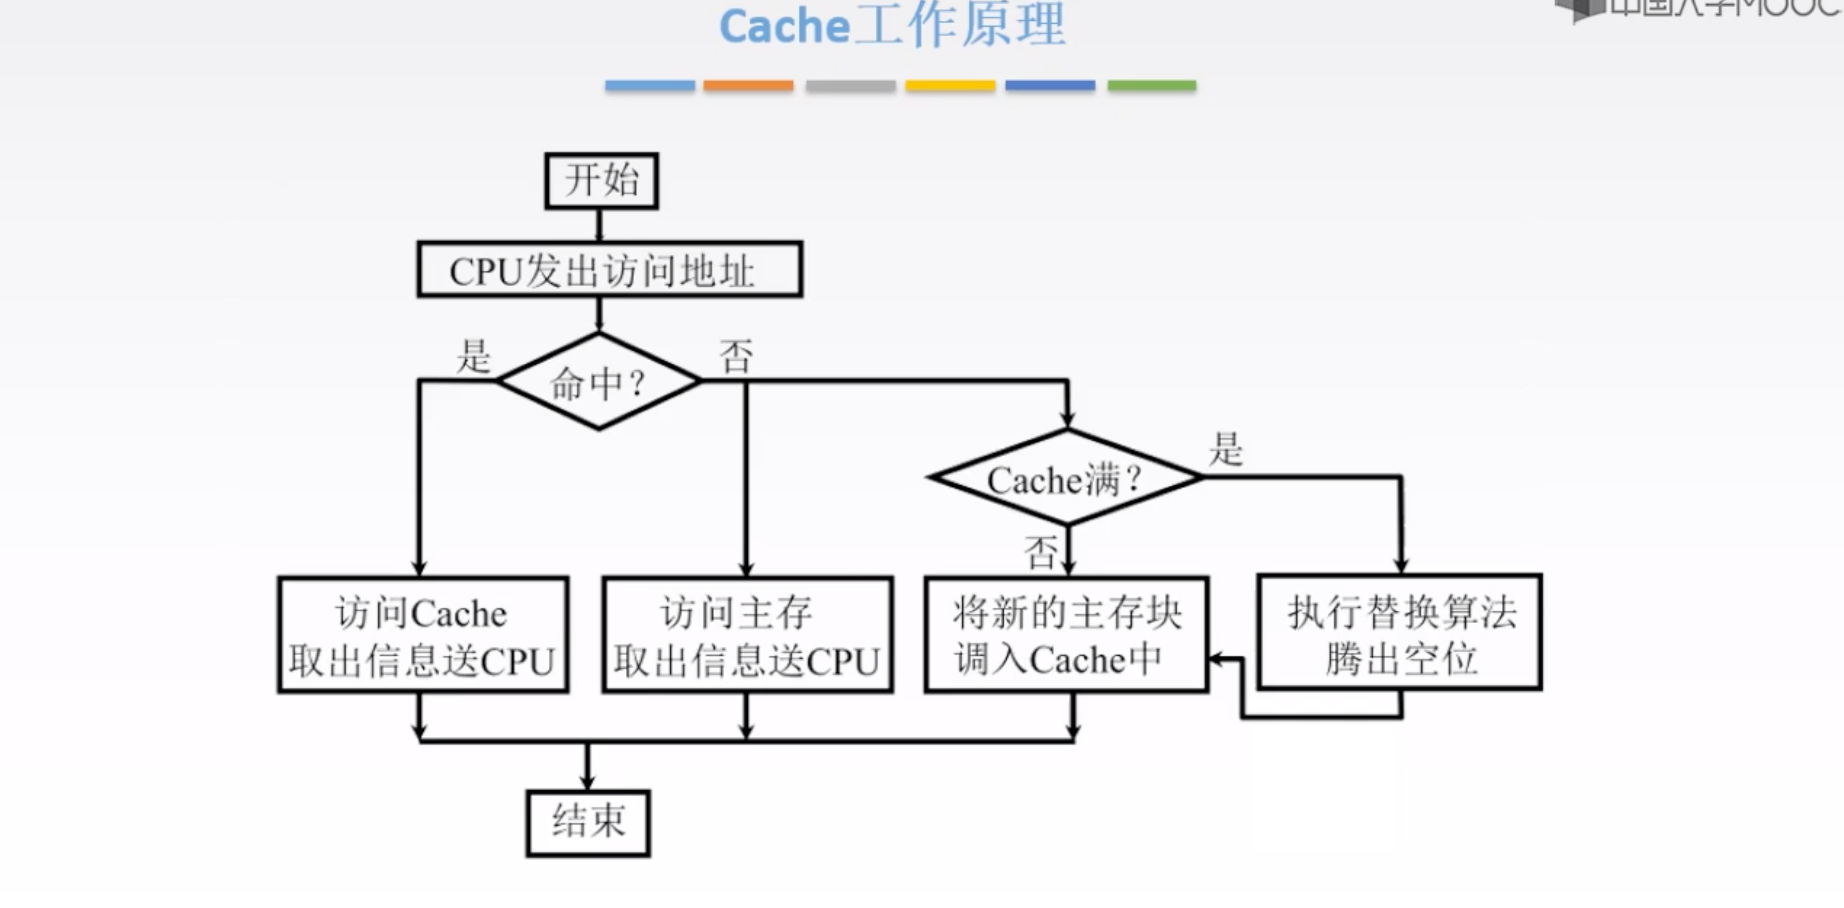 Cache工作原理
中国大学MOOC
开始
CPU发出访问地址
是
命中?
否
Cache满?
是
否
访问Cache
取出信息送CPU
访问主存
取出信息送CPU
将新的主存块
调入Cache中
执行替换算法
腾出空位
结束